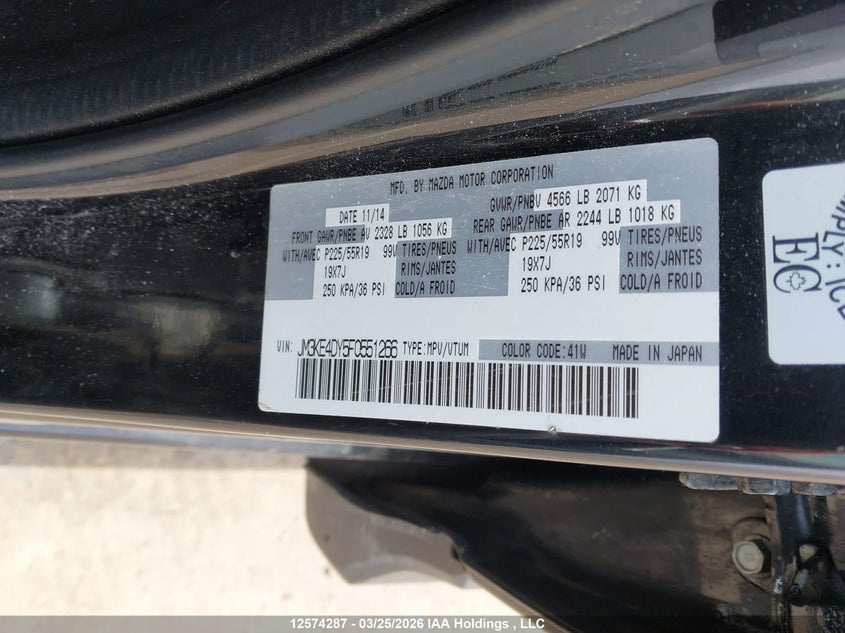 MFD. BY MAZDA MOTOR CORPORATION
DATE 11/14 GVWR/PNBV 4566 LB 2071 KG
FRONT GAWR/PNBE AV 2328 LB 1056 KG REAR GAWR/PNBE AR 2244 LB 1018 KG
WITH/AVEC P225/55R19 99V TIRES/PNEUS WITH/AVEC P225/55R19 99V TIRES/PNEUS
19X7J RIMS/JANTES 19X7J RIMS/JANTES
250 KPA/36 PSI COLD/A FROID 250 KPA/36 PSI COLD/A FROID
VIN: JM3KE4DY5F0551266 TYPE:MPV/VTUM COLOR CODE:41W MADE IN JAPAN
EC
12574287 - 03/25/2026 IAA Holdings , LLC